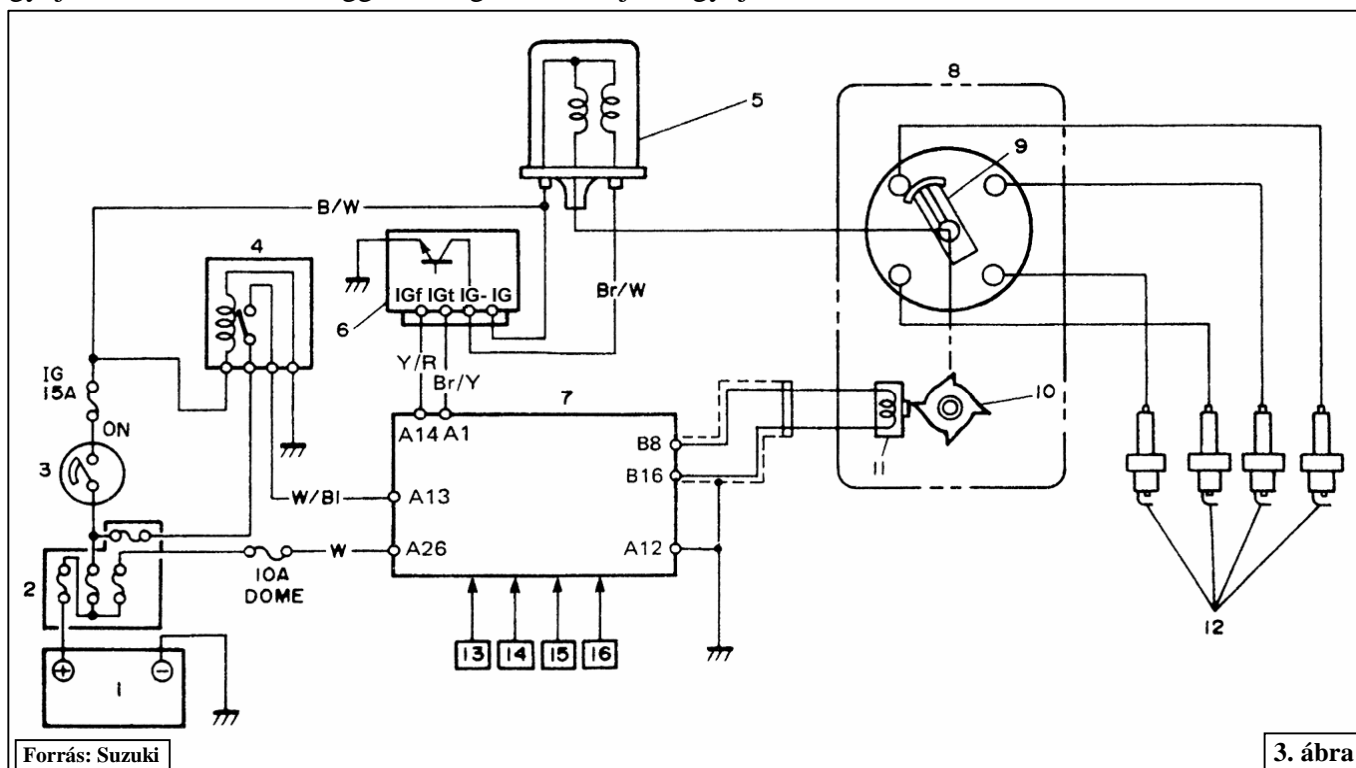 5
8
9
B/W
4
IGf IGt IG- IG
6
Br/W
Y/R
Br/Y
IG
15A
7
A14 A1
ON
3
B8
10
11
B16
W/Bl
A13
W
A26
A12
2
10A
DOME
13 14 15 16
12
+ −
1
Forrás: Suzuki
3. ábra